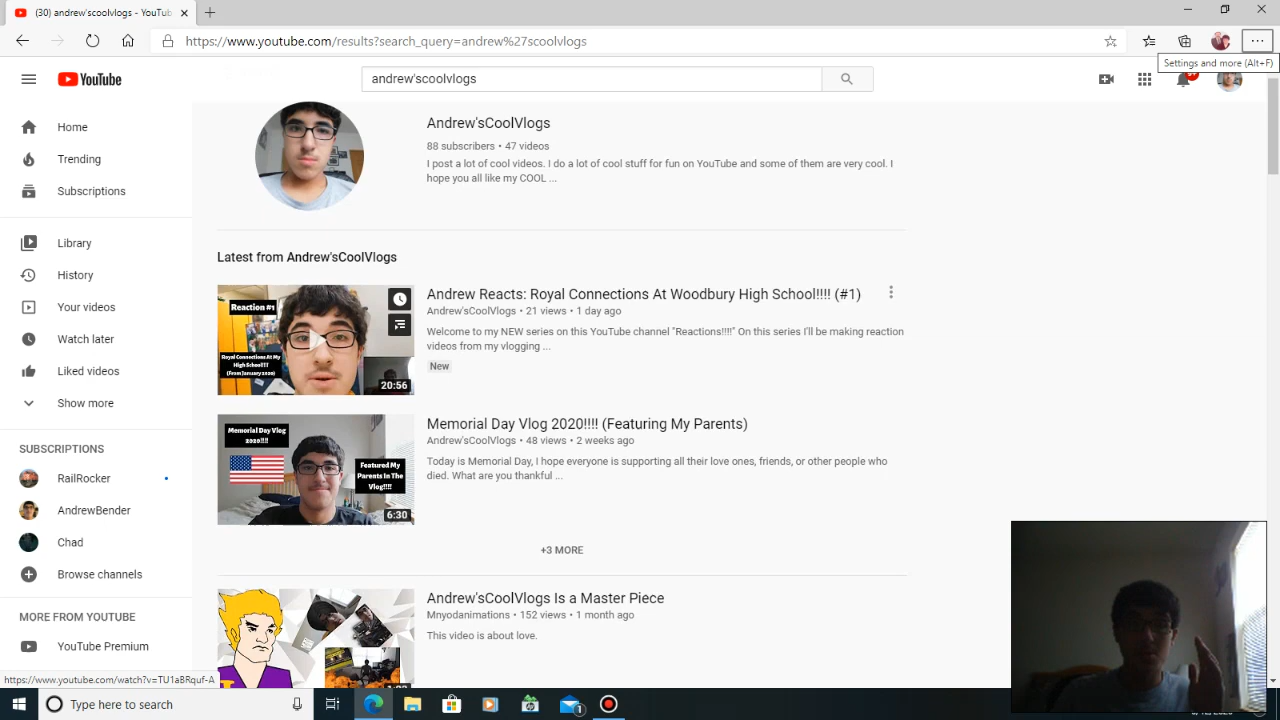 (30) andrew'scoolvlogs - YouTub
https://www.youtube.com/results?search_query=andrew%27scoolvlogs
Settings and more (Alt+F)
YouTube
andrew'scoolvlogs
Home
Trending
Subscriptions
Library
History
Your videos
Watch later
Liked videos
Show more
SUBSCRIPTIONS
RailRocker
AndrewBender
Chad
Browse channels
MORE FROM YOUTUBE
YouTube Premium
https://www.youtube.com/watch?v=TU1aBRquf-A
Andrew'sCoolVlogs
88 subscribers • 47 videos
I post a lot of cool videos. I do a lot of cool stuff for fun on YouTube and some of them are very cool. I
hope you all like my COOL ...
Latest from Andrew'sCoolVlogs
Reaction #1
Royal Connections At My
High School!!!!
(From January 2020)
20:56
Andrew Reacts: Royal Connections At Woodbury High School!!!! (#1)
Andrew'sCoolVlogs • 21 views • 1 day ago
Welcome to my NEW series on this YouTube channel "Reactions!!!!" On this series I'll be making reaction
videos from my vlogging ...
New
Memorial Day Vlog
2020!!!!
Featured My
Parents In The
Vlog!!!!
6:30
Memorial Day Vlog 2020!!!! (Featuring My Parents)
Andrew'sCoolVlogs • 48 views • 2 weeks ago
Today is Memorial Day, I hope everyone is supporting all their love ones, friends, or other people who
died. What are you thankful ...
+3 MORE
Andrew'sCoolVlogs Is a Master Piece
Mnyodanimations • 152 views • 1 month ago
This video is about love.
Type here to search